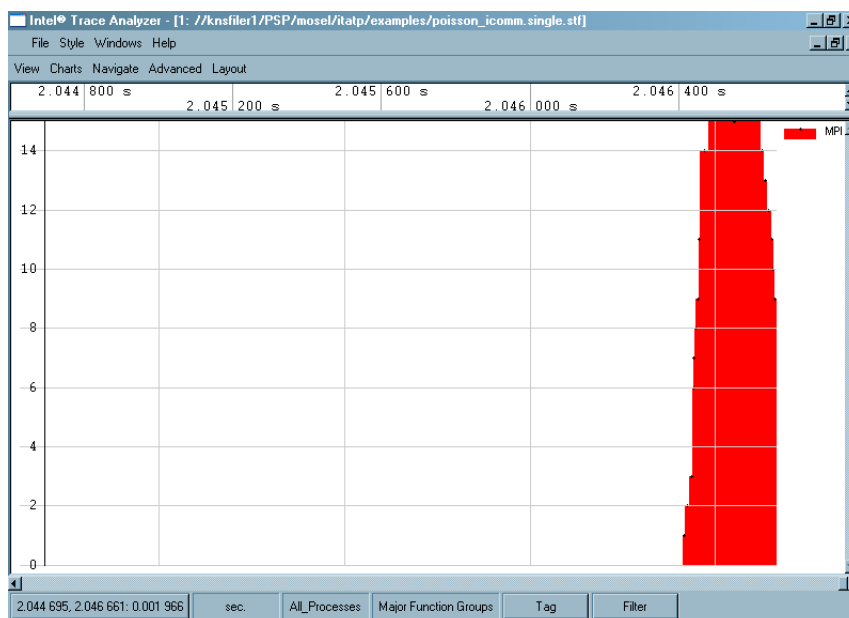 Intel® Trace Analyzer - [1: //knsfiler1/PSP/mosel/itatp/examples/poisson_icomm.single.stf]
File Style Windows Help
View Charts Navigate Advanced Layout
2.044 800 s 2.045 600 s 2.046 400 s
2.045 200 s 2.046 000 s
MPI
14
12
10
8
6
4
2
0
2.044 695, 2.046 661: 0.001 966 sec. All_Processes Major Function Groups Tag Filter